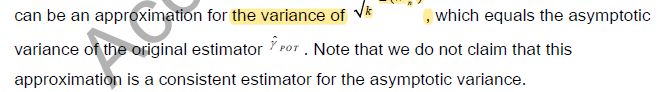 can be an approximation for the variance of √k , which equals the asymptotic
variance of the original estimator γ̂ POT . Note that we do not claim that this
approximation is a consistent estimator for the asymptotic variance.